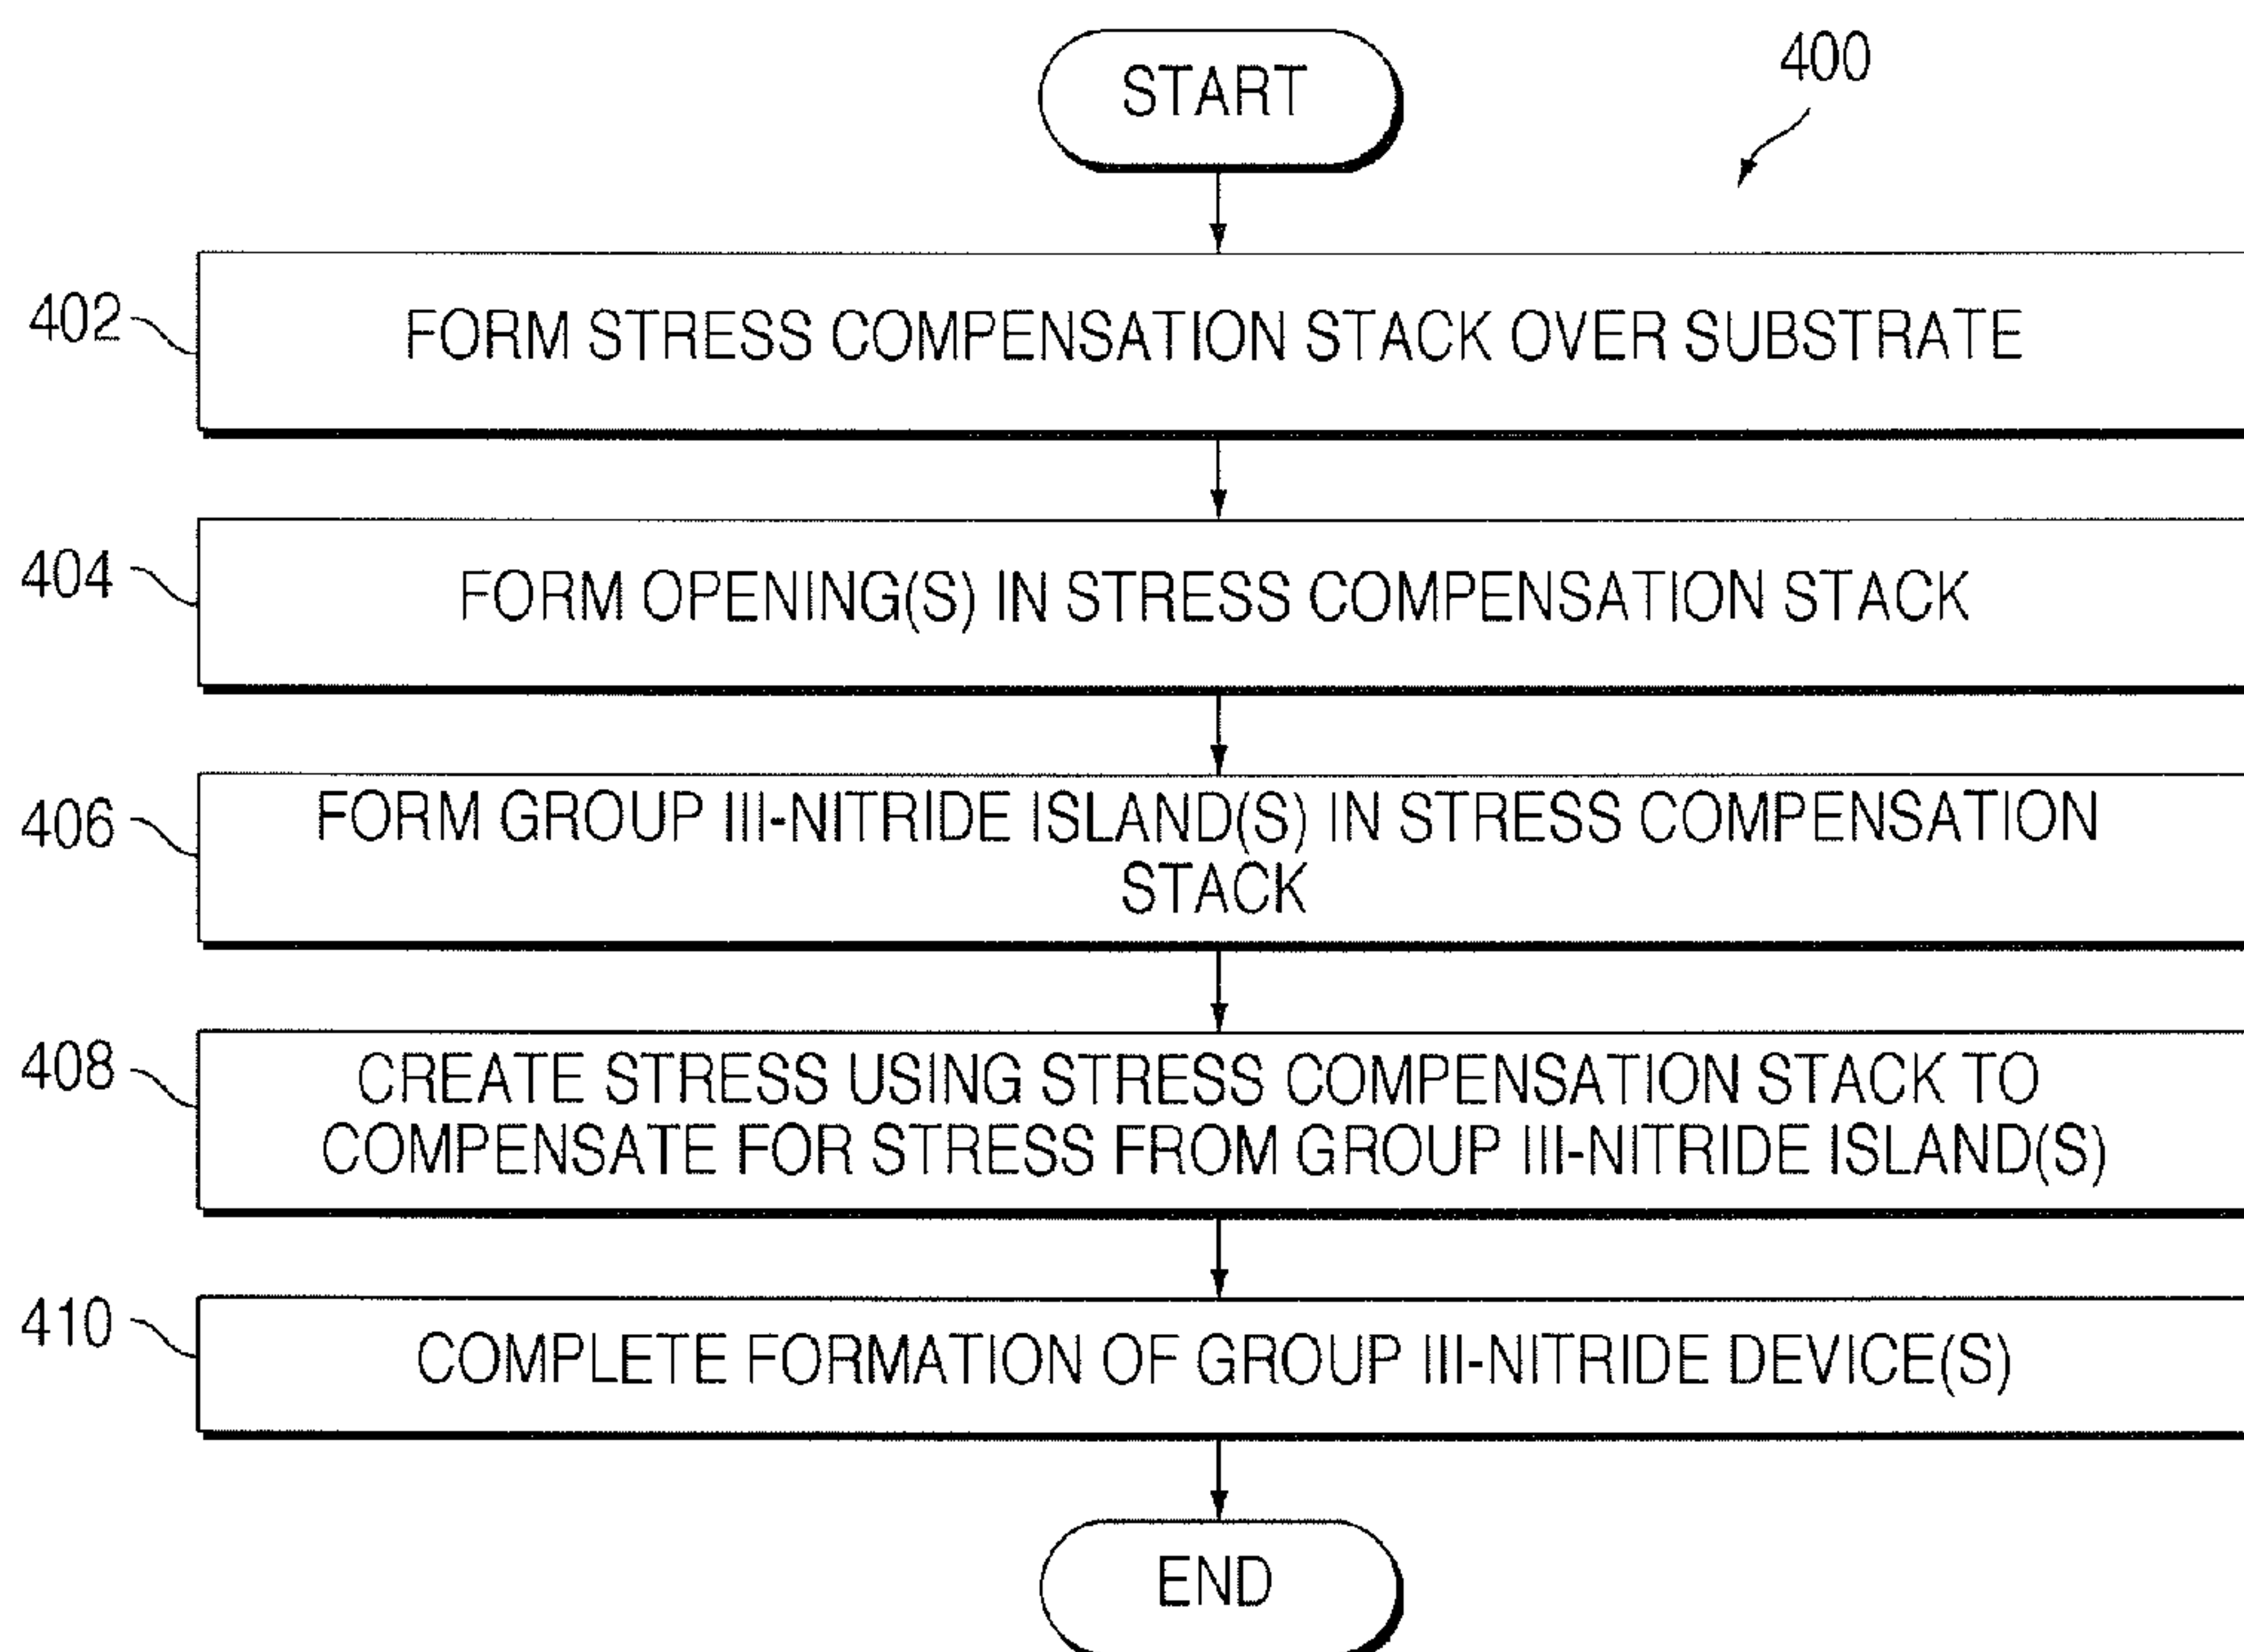 START
400
402
FORM STRESS COMPENSATION STACK OVER SUBSTRATE
404
FORM OPENING(S) IN STRESS COMPENSATION STACK
406
FORM GROUP III-NITRIDE ISLAND(S) IN STRESS COMPENSATION
STACK
408
CREATE STRESS USING STRESS COMPENSATION STACK TO
COMPENSATE FOR STRESS FROM GROUP III-NITRIDE ISLAND(S)
410
COMPLETE FORMATION OF GROUP III-NITRIDE DEVICE(S)
END